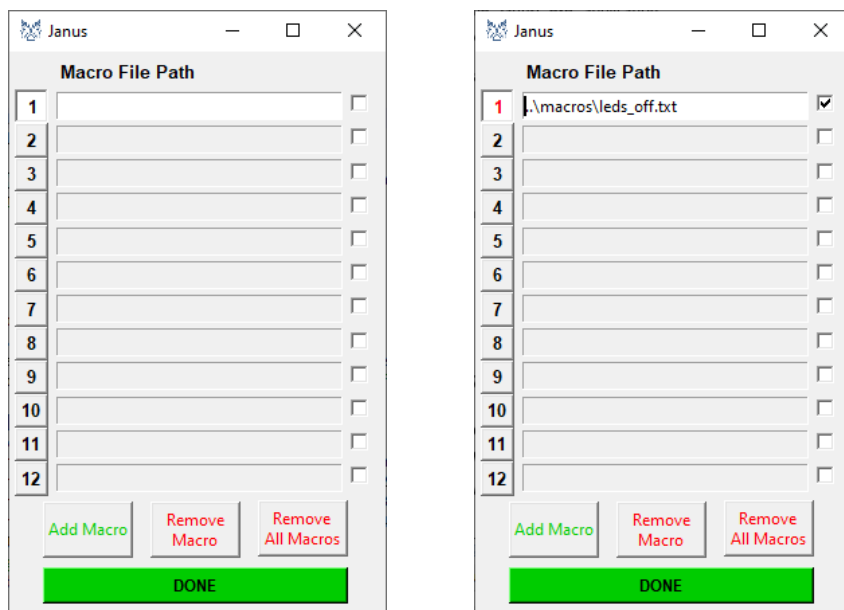 Janus
Macro File Path
1
2
3
4
5
6
7
8
9
10
11
12
Add Macro
Remove
Macro
Remove
All Macros
DONE
Janus
Macro File Path
1 ..\macros\leds_off.txt
2
3
4
5
6
7
8
9
10
11
12
Add Macro
Remove
Macro
Remove
All Macros
DONE